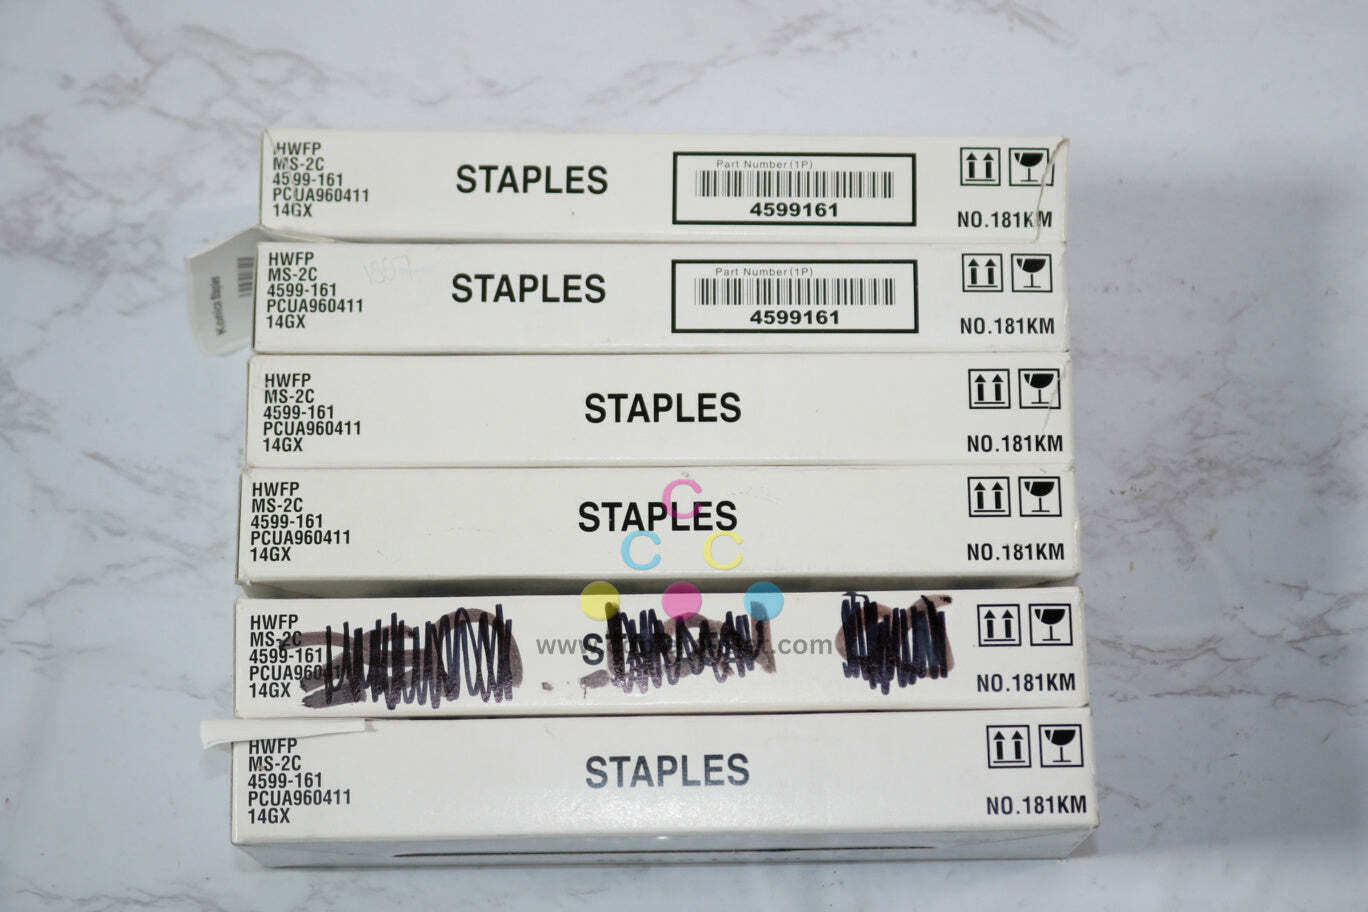 HWFP
MS-2C
4599-161
PCUA960411
14GX
STAPLES
Part Number (1P)
4599161
NO.181KM
HWFP
MS-2C
4599-161
PCUA960411
14GX
STAPLES
Part Number (1P)
4599161
NO.181KM
Konica Staples
HWFP
MS-2C
4599-161
PCUA960411
14GX
STAPLES
NO.181KM
HWFP
MS-2C
4599-161
PCUA960411
14GX
STAPLES
NO.181KM
C
C C
HWFP
MS-2C
4599-161
PCUA960
14GX
NO.181KM
HWFP
MS-2C
4599-161
PCUA960411
14GX
STAPLES
NO.181KM